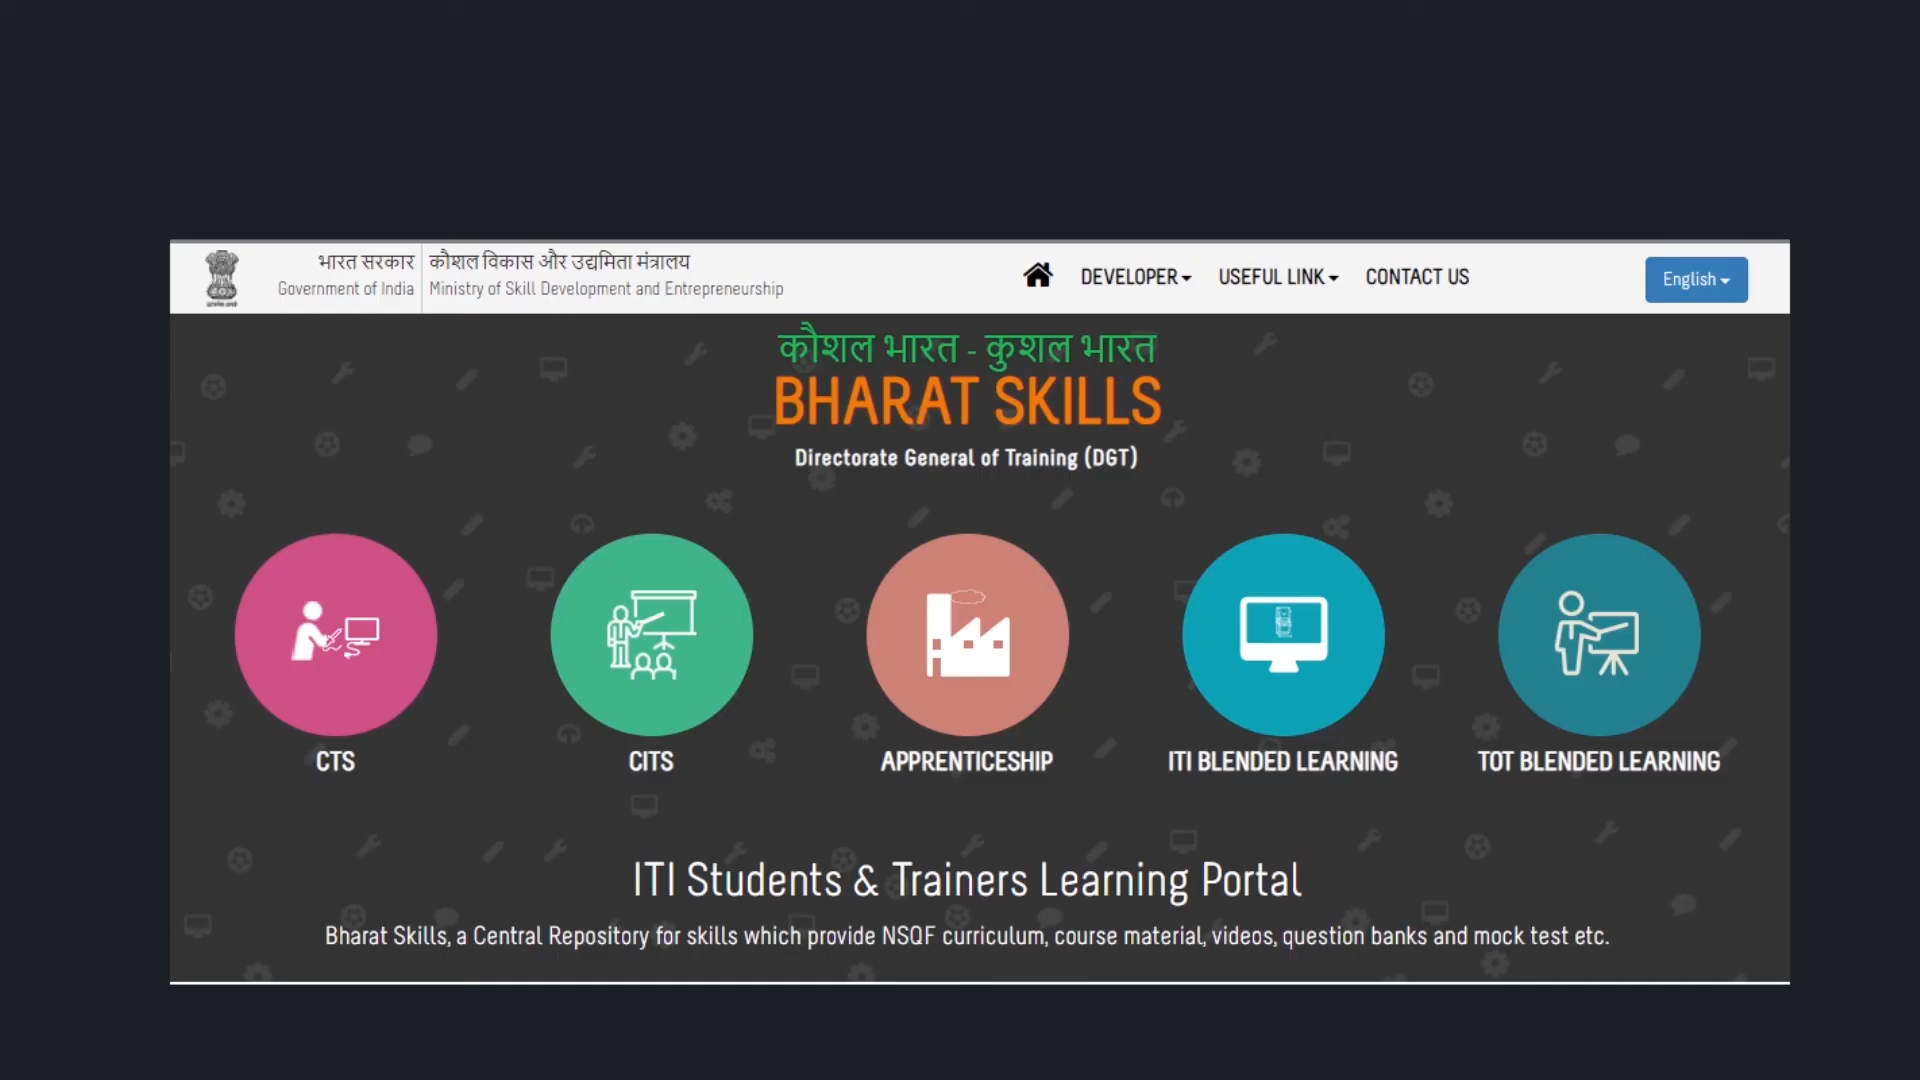 भारत सरकार
Government of India
कौशल विकास और उद्यमिता मंत्रालय
Ministry of Skill Development and Entrepreneurship
DEVELOPER
USEFUL LINK
CONTACT US
English
कौशल भारत - कुशल भारत
BHARAT SKILLS
Directorate General of Training (DGT)
CTS
CITS
APPRENTICESHIP
ITI BLENDED LEARNING
TOT BLENDED LEARNING
ITI Students & Trainers Learning Portal
Bharat Skills, a Central Repository for skills which provide NSQF curriculum, course material, videos, question banks and mock test etc.